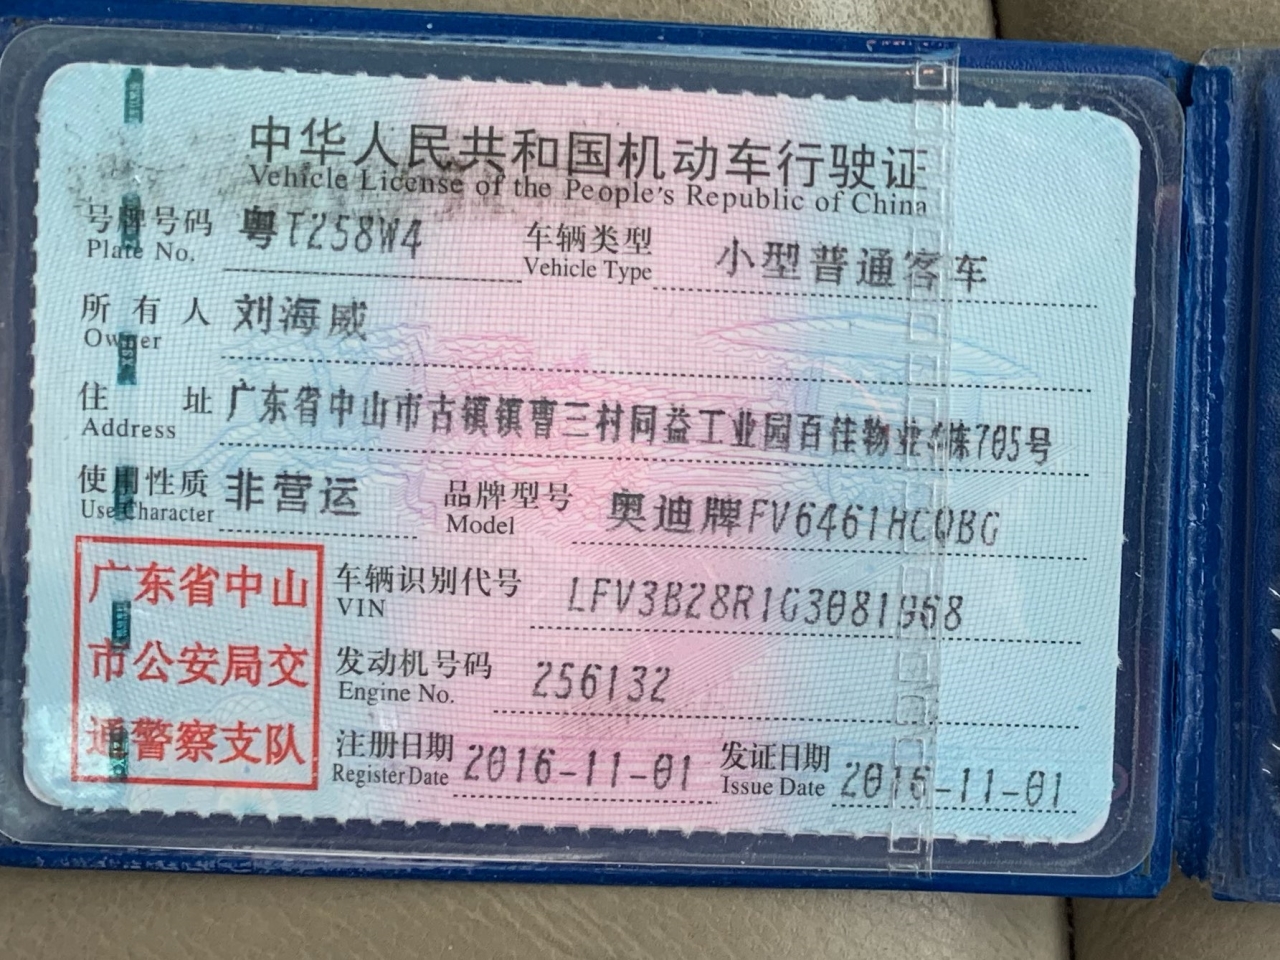 中华人民共和国机动车行驶证
Vehicle License of the People's Republic of China
号牌号码 粤T258W4 车辆类型 小型普通客车
Plate No. Vehicle Type
所有人 刘海威
Owner
住址 广东省中山市古镇镇曹三村同益工业园百佳物业 栋705号
Address
使用性质 非营运 品牌型号 奥迪牌FV6461HCQBG
Use Character Model
广东省中山
市公安局交
通警察支队
车辆识别代号 LFV3B28R1G3081968
VIN
发动机号码 256132
Engine No.
注册日期 2016-11-01 发证日期 2016-11-01
Register Date Issue Date